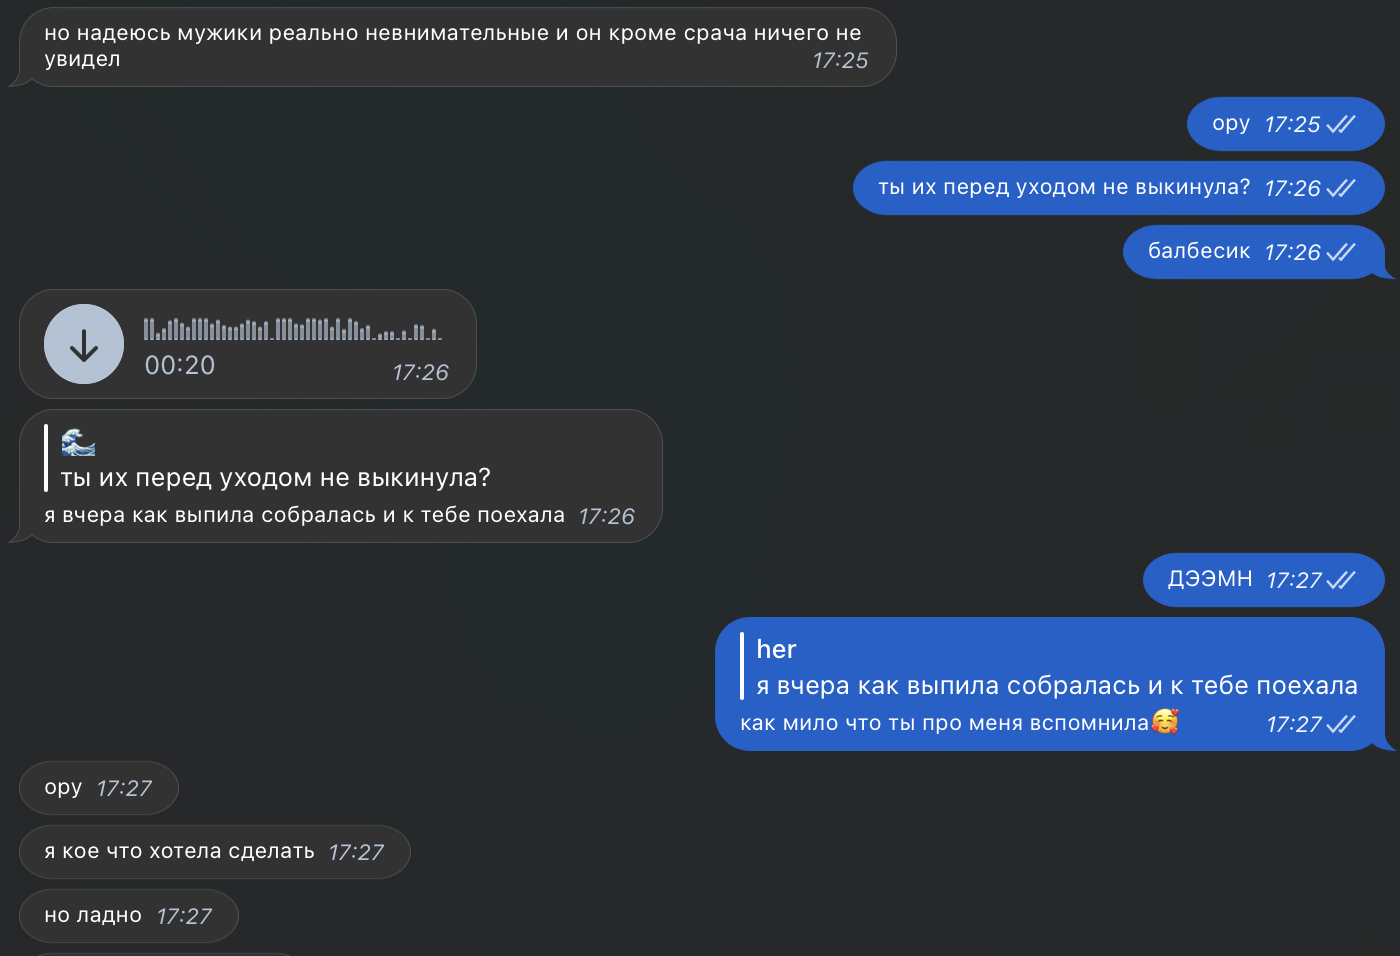 но надеюсь мужики реально невнимательные и он кроме срача ничего не
увидел 17:25
ору 17:25
ты их перед уходом не выкинула? 17:26
балбесик 17:26
00:20 17:26
🌊
ты их перед уходом не выкинула?
я вчера как выпила собралась и к тебе поехала 17:26
ДЭЭМН 17:27
her
я вчера как выпила собралась и к тебе поехала
как мило что ты про меня вспомнила🥰 17:27
ору 17:27
я кое что хотела сделать 17:27
но ладно 17:27